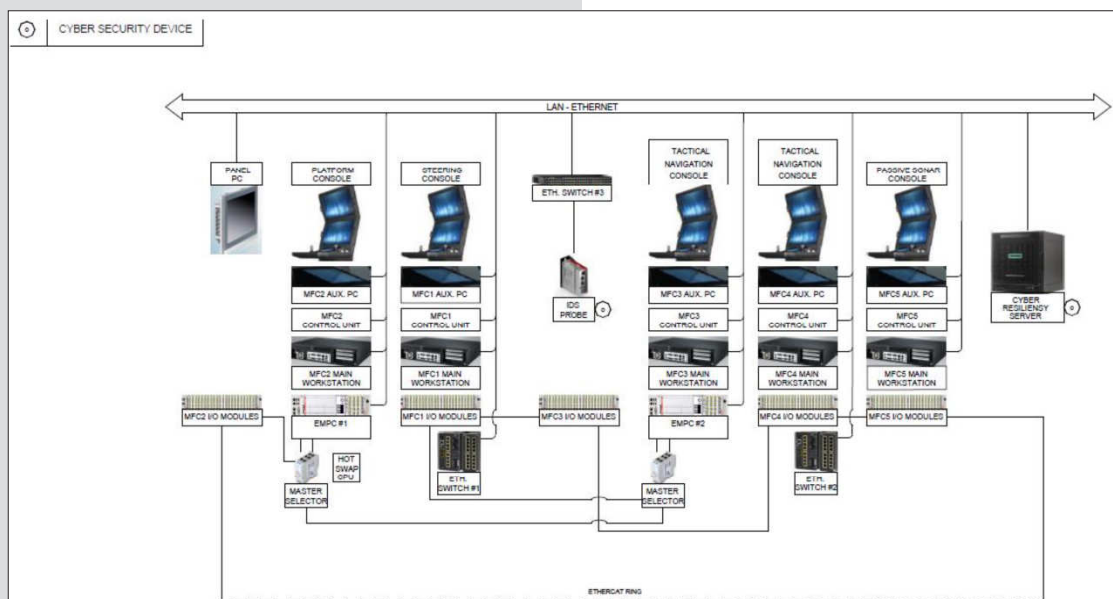 CYBER SECURITY DEVICE
LAN - ETHERNET
PANEL
PC
PLATFORM
CONSOLE
STEERING
CONSOLE
ETH. SWITCH #3
TACTICAL
NAVIGATION
CONSOLE
TACTICAL
NAVIGATION
CONSOLE
PASSIVE SONAR
CONSOLE
MFC2 AUX. PC
MFC1 AUX. PC
MFC3 AUX. PC
MFC4 AUX. PC
MFC5 AUX. PC
IDS
PROBE
CYBER
RESILIENSY
SERVER
MFC2
CONTROL UNIT
MFC1
CONTROL UNIT
MFC3
CONTROL UNIT
MFC4
CONTROL UNIT
MFC5
CONTROL UNIT
MFC2 MAIN
WORKSTATION
MFC1 MAIN
WORKSTATION
MFC3 MAIN
WORKSTATION
MFC4 MAIN
WORKSTATION
MFC5 MAIN
WORKSTATION
MFC2 I/O MODULES
EMPC #1
MFC1 I/O MODULES
MFC3 I/O MODULES
EMPC #2
MFC4 I/O MODULES
MFC5 I/O MODULES
HOT
SWAP
CPU
MASTER
SELECTOR
ETH.
SWITCH #1
MASTER
SELECTOR
ETH.
SWITCH #2
ETHERCAT RING